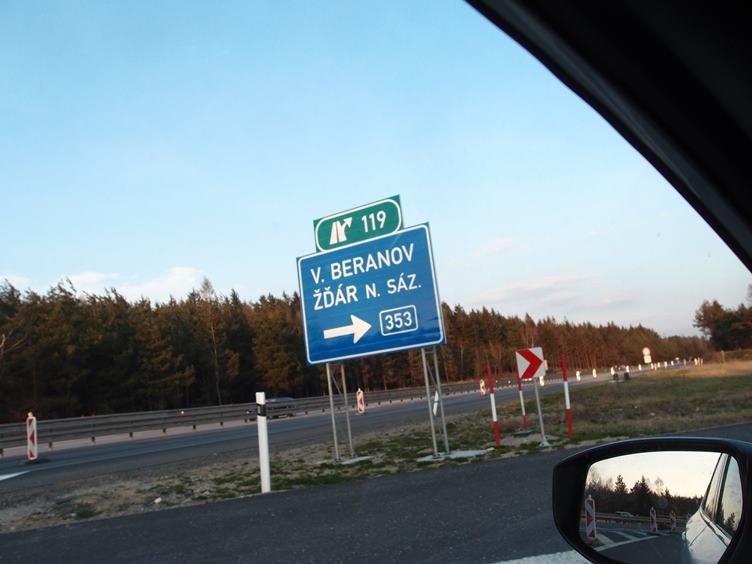 119
V. BERANOV
ŽĎÁR N. SÁZ.
353